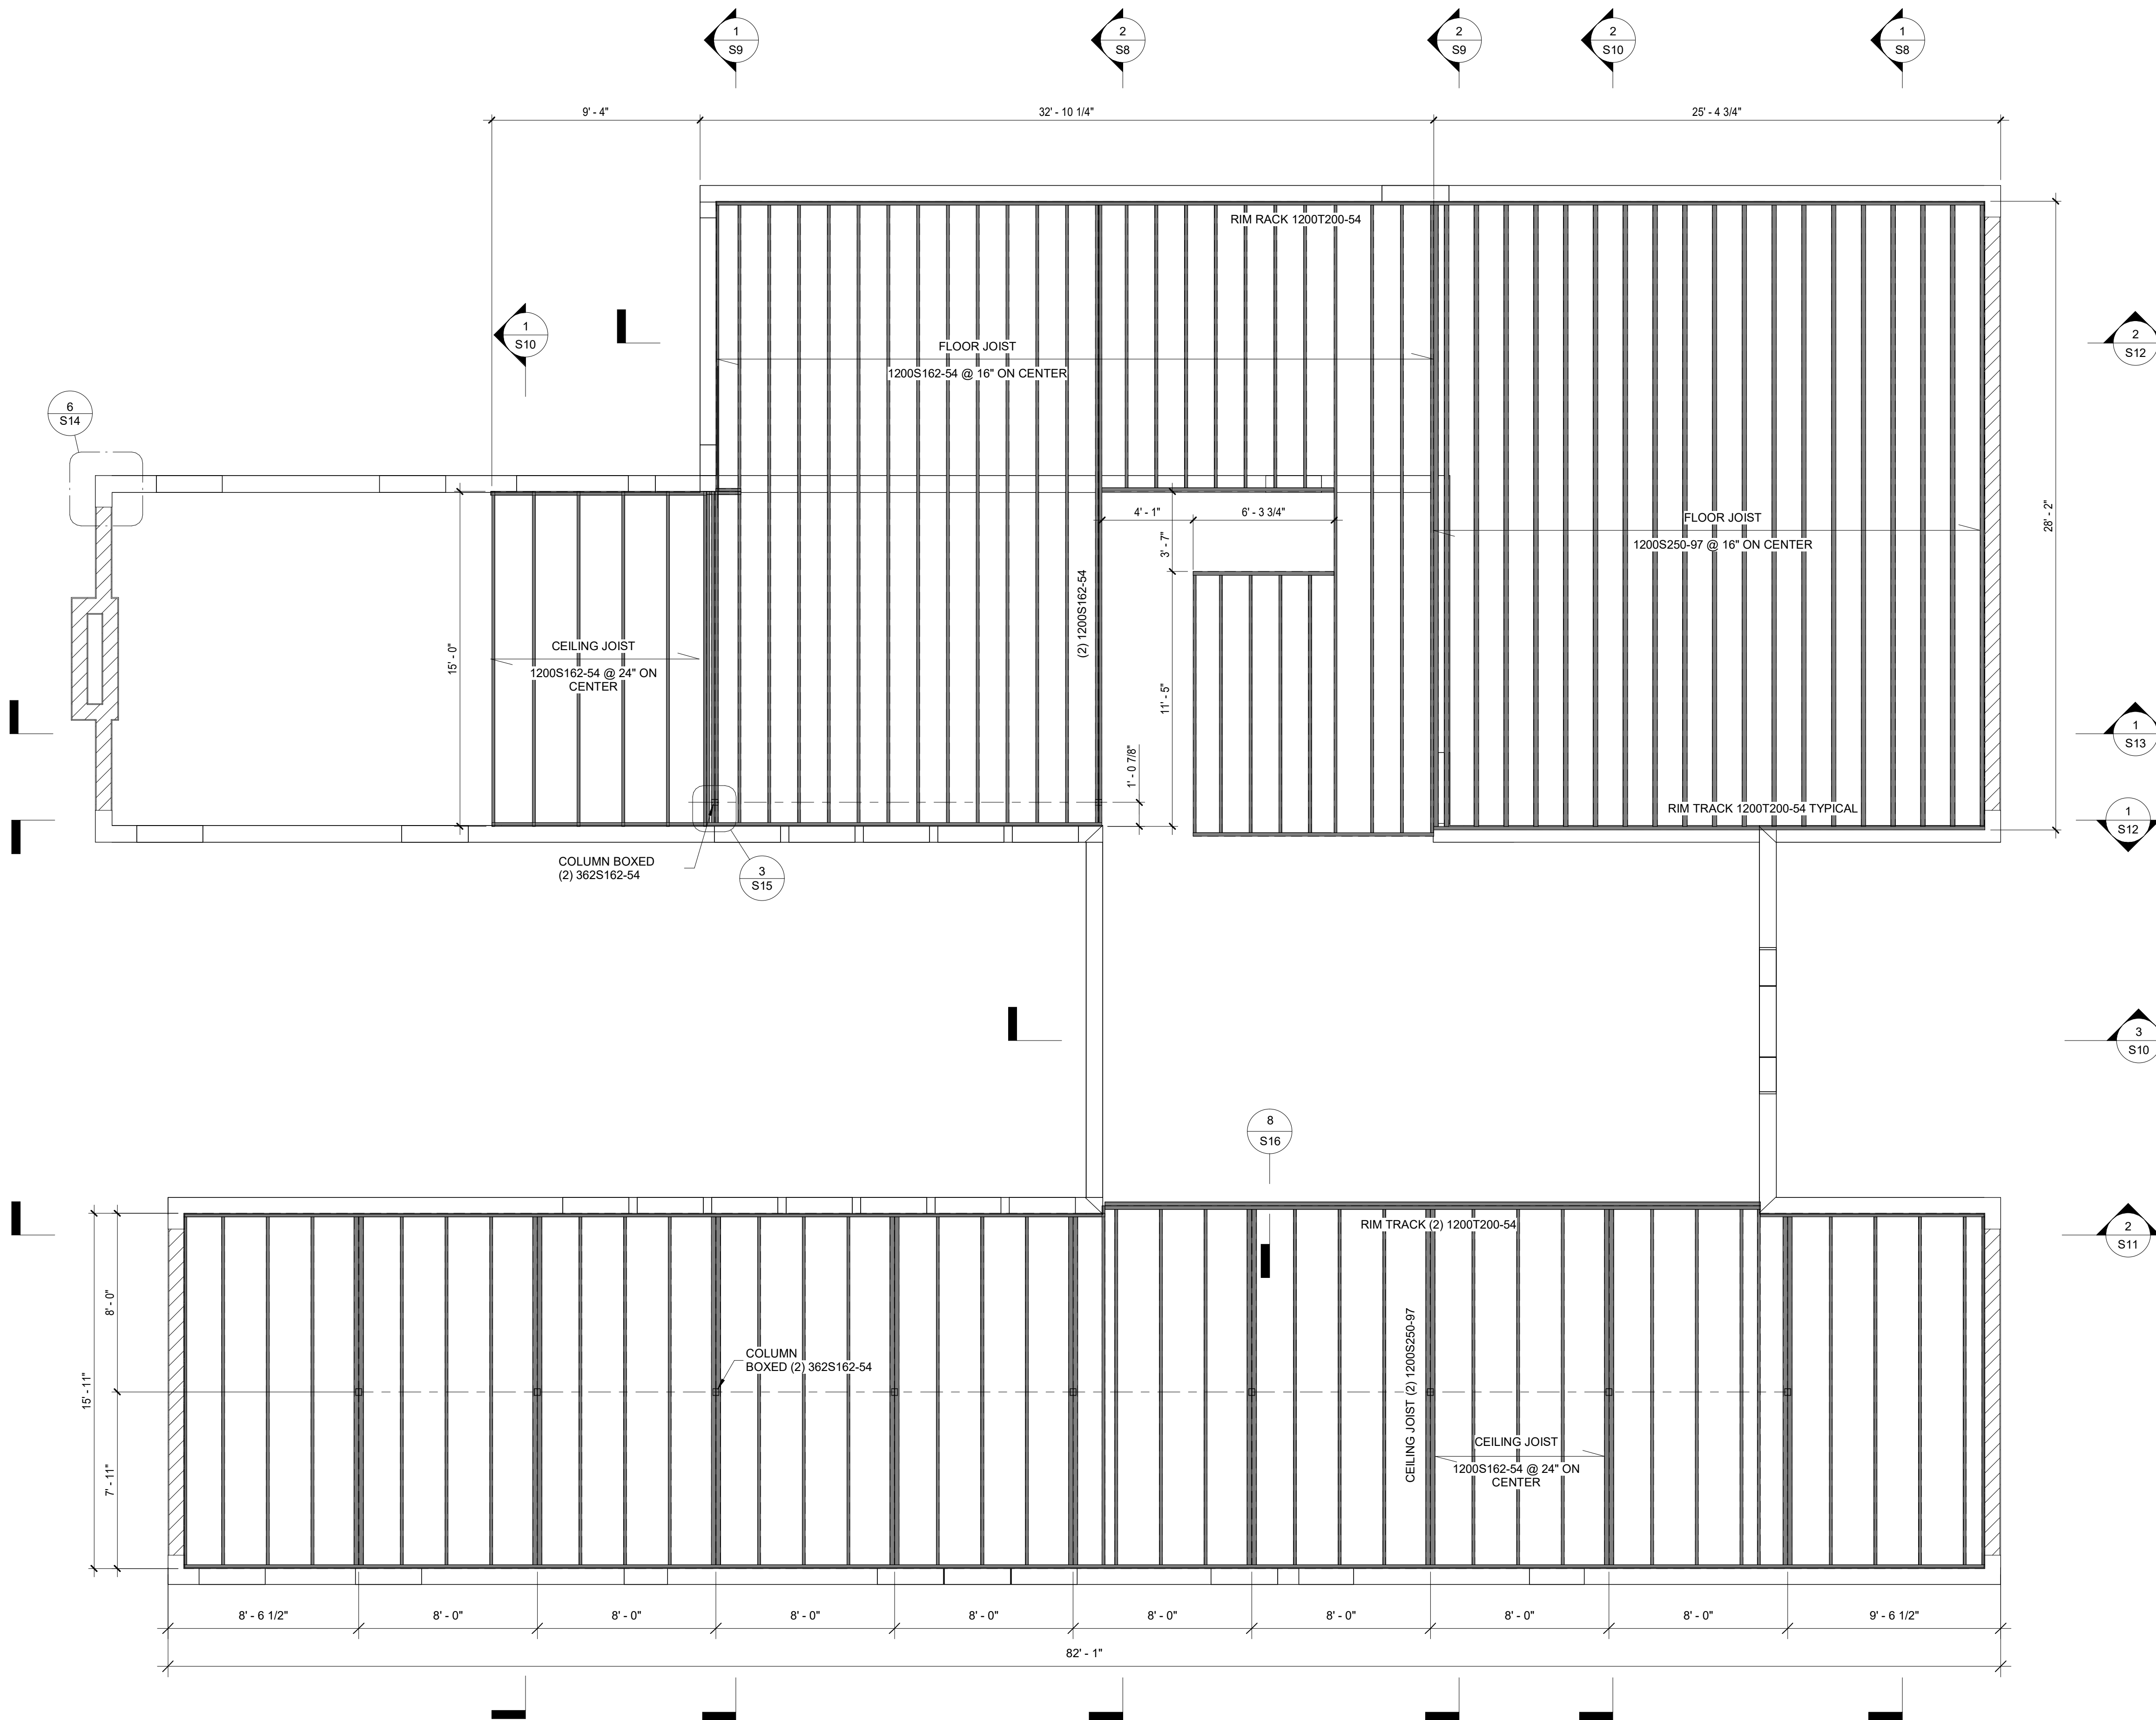 1
S9
2
S8
2
S9
2
S10
1
S8
9' - 4"
32' - 10 1/4"
25' - 4 3/4"
RIM RACK 1200T200-54
1
S10
2
S12
FLOOR JOIST
1200S162-54 @ 16" ON CENTER
6
S14
4' - 1"
6' - 3 3/4"
3' - 7"
FLOOR JOIST
1200S250-97 @ 16" ON CENTER
28' - 2"
(2) 1200S162-54
15' - 0"
CEILING JOIST
1200S162-54 @ 24" ON
CENTER
11' - 5"
1
S13
1' - 0 7/8"
RIM TRACK 1200T200-54 TYPICAL
1
S12
COLUMN BOXED
(2) 362S162-54
3
S15
3
S10
8
S16
RIM TRACK (2) 1200T200-54
2
S11
8' - 0"
15' - 11"
7' - 11"
COLUMN
BOXED (2) 362S162-54
CEILING JOIST (2) 1200S250-97
CEILING JOIST
1200S162-54 @ 24" ON
CENTER
8' - 6 1/2"
8' - 0"
8' - 0"
8' - 0"
8' - 0"
8' - 0"
8' - 0"
8' - 0"
8' - 0"
9' - 6 1/2"
82' - 1"